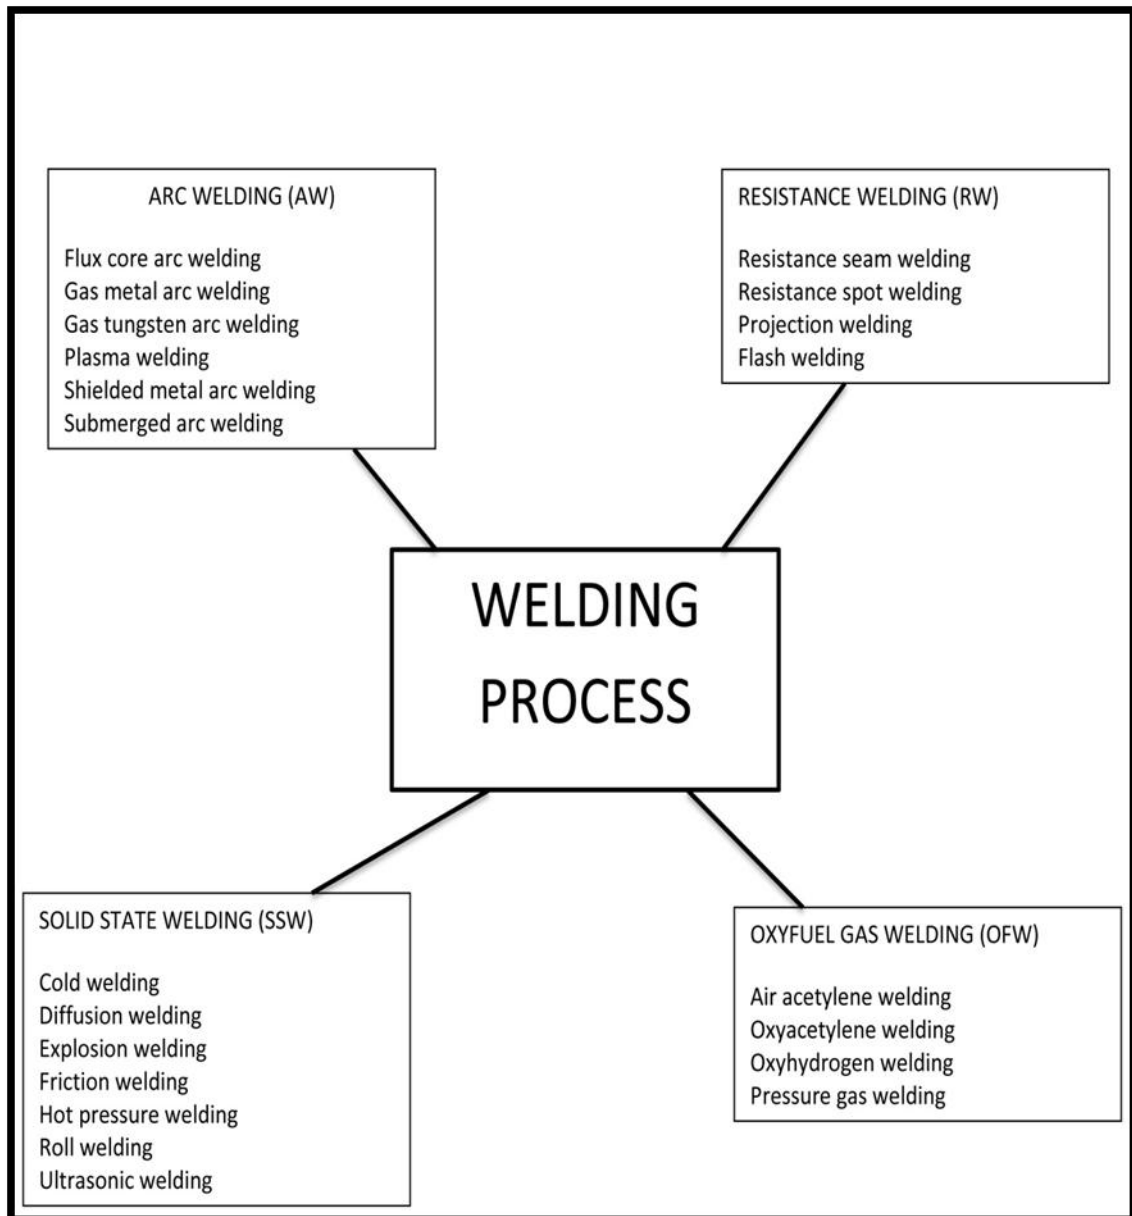 ARC WELDING (AW)
Flux core arc welding
Gas metal arc welding
Gas tungsten arc welding
Plasma welding
Shielded metal arc welding
Submerged arc welding
RESISTANCE WELDING (RW)
Resistance seam welding
Resistance spot welding
Projection welding
Flash welding
WELDING
PROCESS
SOLID STATE WELDING (SSW)
Cold welding
Diffusion welding
Explosion welding
Friction welding
Hot pressure welding
Roll welding
Ultrasonic welding
OXYFUEL GAS WELDING (OFW)
Air acetylene welding
Oxyacetylene welding
Oxyhydrogen welding
Pressure gas welding